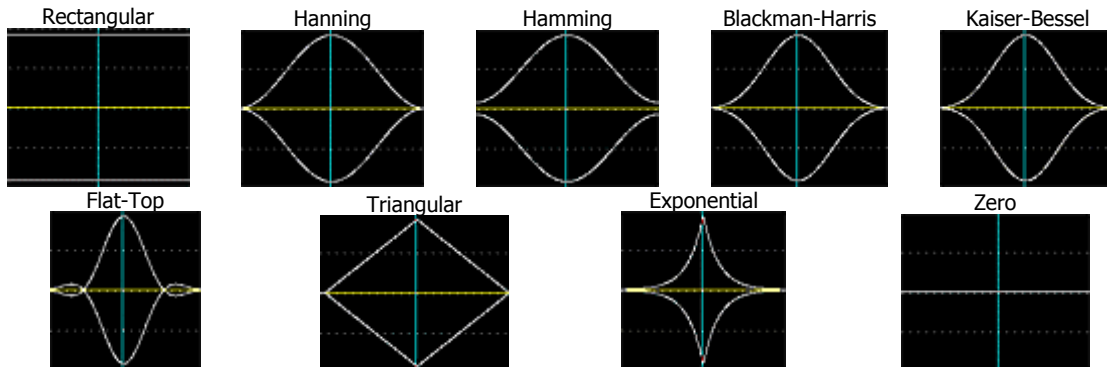 Rectangular Hanning Hamming Blackman-Harris Kaiser-Bessel
Flat-Top Triangular Exponential Zero